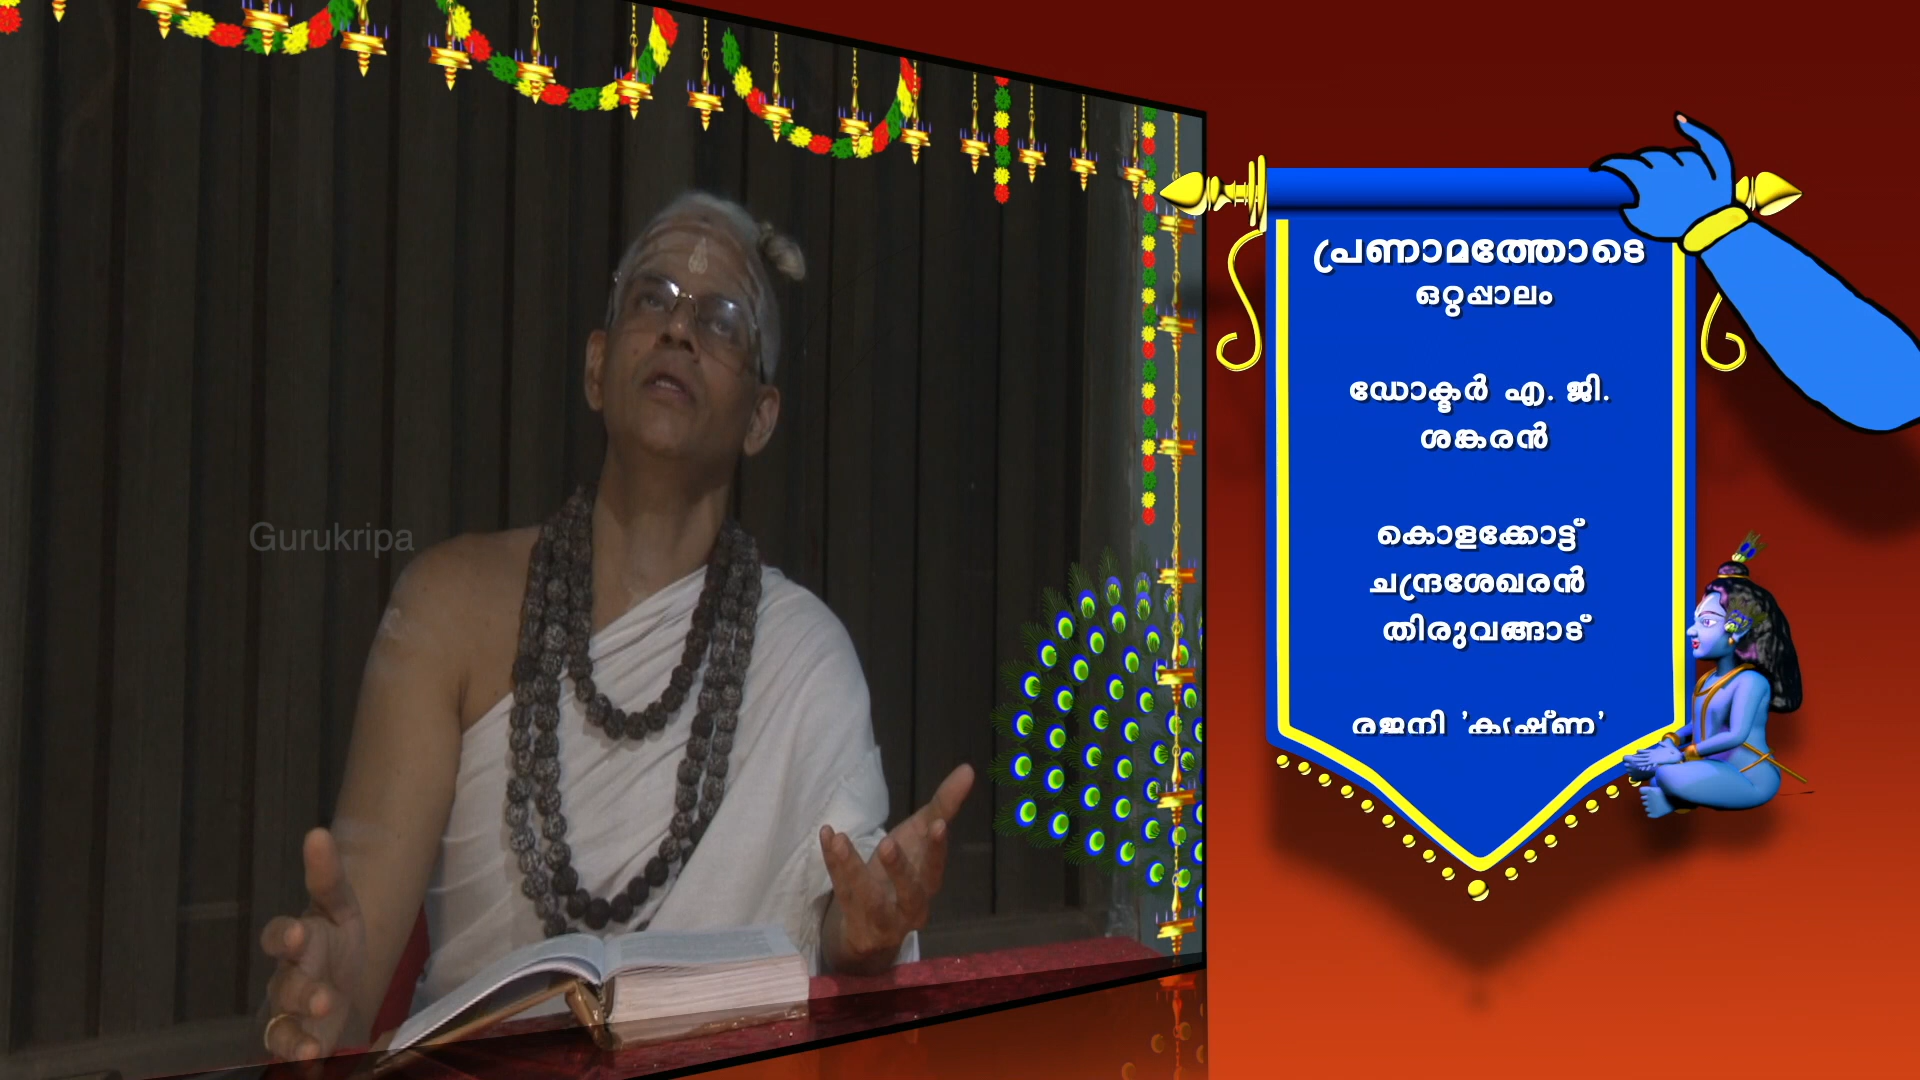 Gurukripa
പ്രണാമത്തോടെ
ഒറ്റപ്പാലം
ഡോക്ടർ എ. ജി.
ശങ്കരൻ
കൊളക്കോട്ട്
ചന്ദ്രശേഖരൻ
തിരുവങ്ങാട്
രജനി 'കൃഷ്ണ'